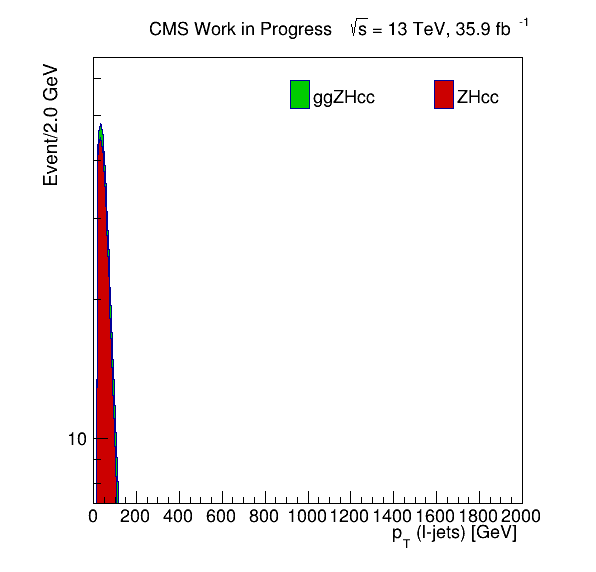 CMS Work in Progress √s = 13 TeV, 35.9 fb -1
Event/2.0 GeV
ggZHcc
ZHcc
10
0 200 400 600 800 1000 1200 1400 1600 1800 2000
pT (l-jets) [GeV]